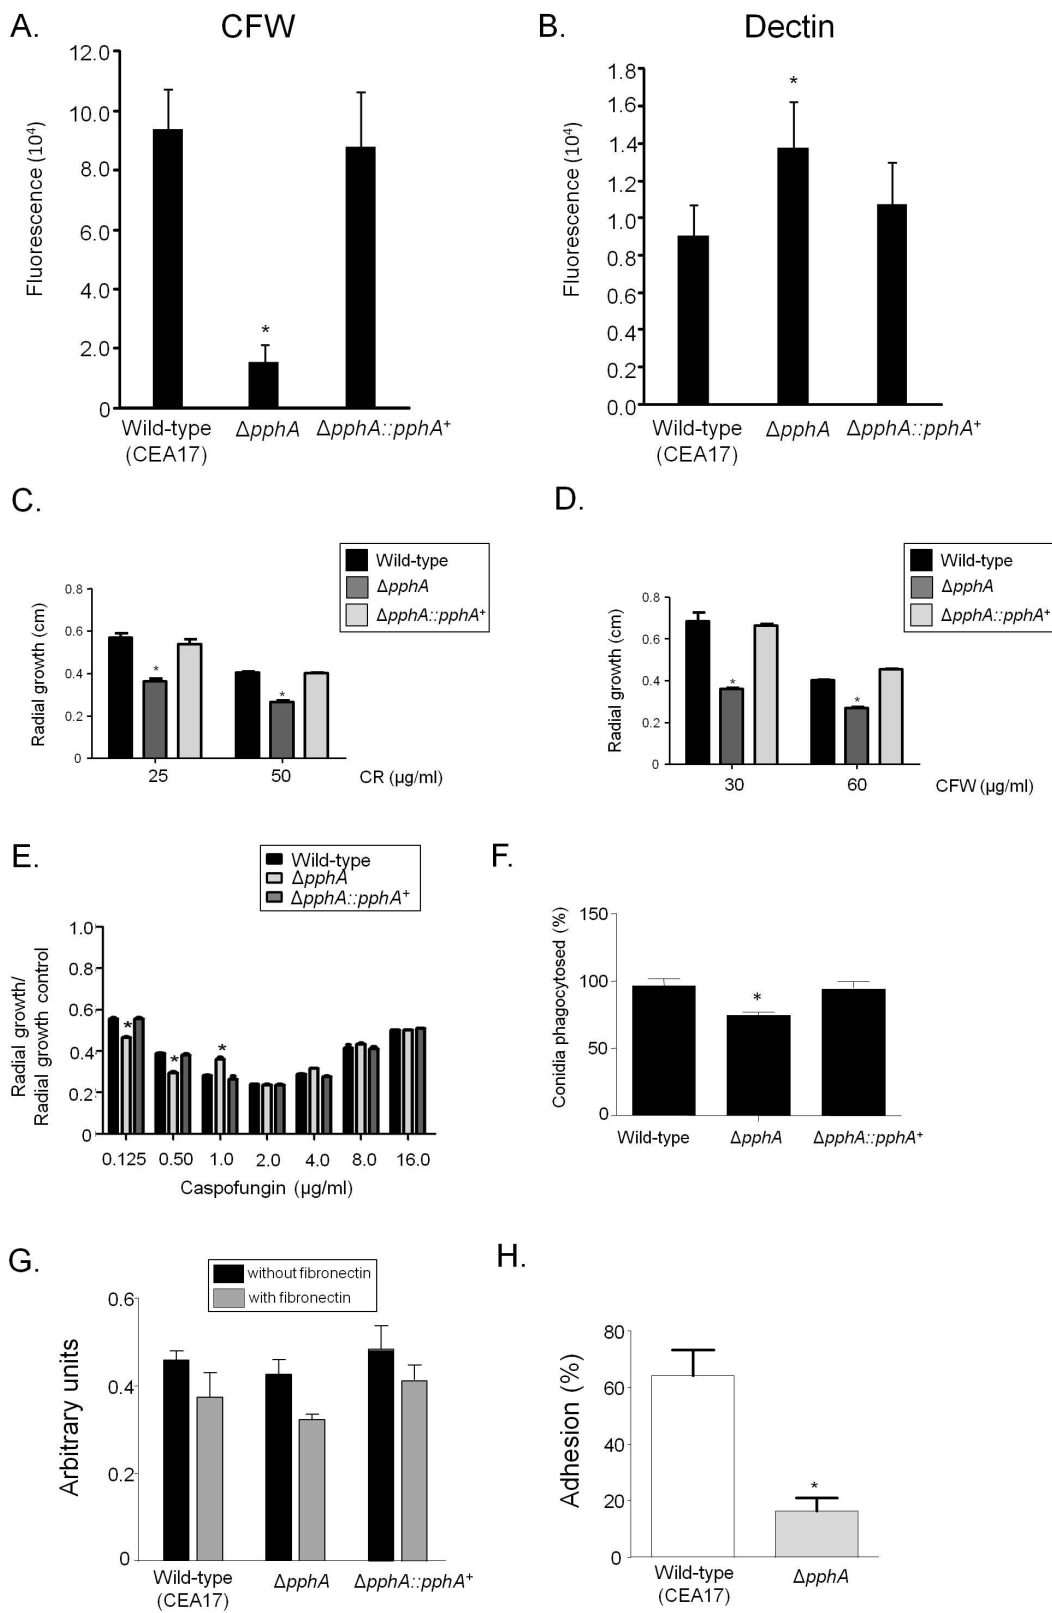 A.
CFW
12.0
10.0
8.0
6.0
4.0
2.0
0
Fluorescence (10⁴)
*
Wild-type
(CEA17)
ΔpphA
ΔpphA::pphA⁺
B.
Dectin
1.8
1.6
1.4
1.2
1.0
0.8
0.6
0.4
0.2
0.0
Fluorescence (10⁴)
*
Wild-type
(CEA17)
ΔpphA
ΔpphA::pphA⁺
C.
Wild-type
ΔpphA
ΔpphA::pphA⁺
0.8
0.6
0.4
0.2
0
Radial growth (cm)
*
*
25
50
CR (µg/ml)
D.
Wild-type
ΔpphA
ΔpphA::pphA⁺
0.8
0.6
0.4
0.2
0
Radial growth (cm)
*
*
30
60
CFW (µg/ml)
E.
Wild-type
ΔpphA
ΔpphA::pphA⁺
1.0
0.8
0.6
0.4
0.2
0
Radial growth/
Radial growth control
*
*
*
0.125 0.50 1.0 2.0 4.0 8.0 16.0
Caspofungin (µg/ml)
F.
150
100
50
0
Conidia phagocytosed (%)
*
Wild-type
ΔpphA
ΔpphA::pphA⁺
G.
without fibronectin
with fibronectin
0.6
0.4
0.2
0
Arbitrary units
Wild-type
(CEA17)
ΔpphA
ΔpphA::pphA⁺
H.
80
60
40
20
0
Adhesion (%)
*
Wild-type
(CEA17)
ΔpphA